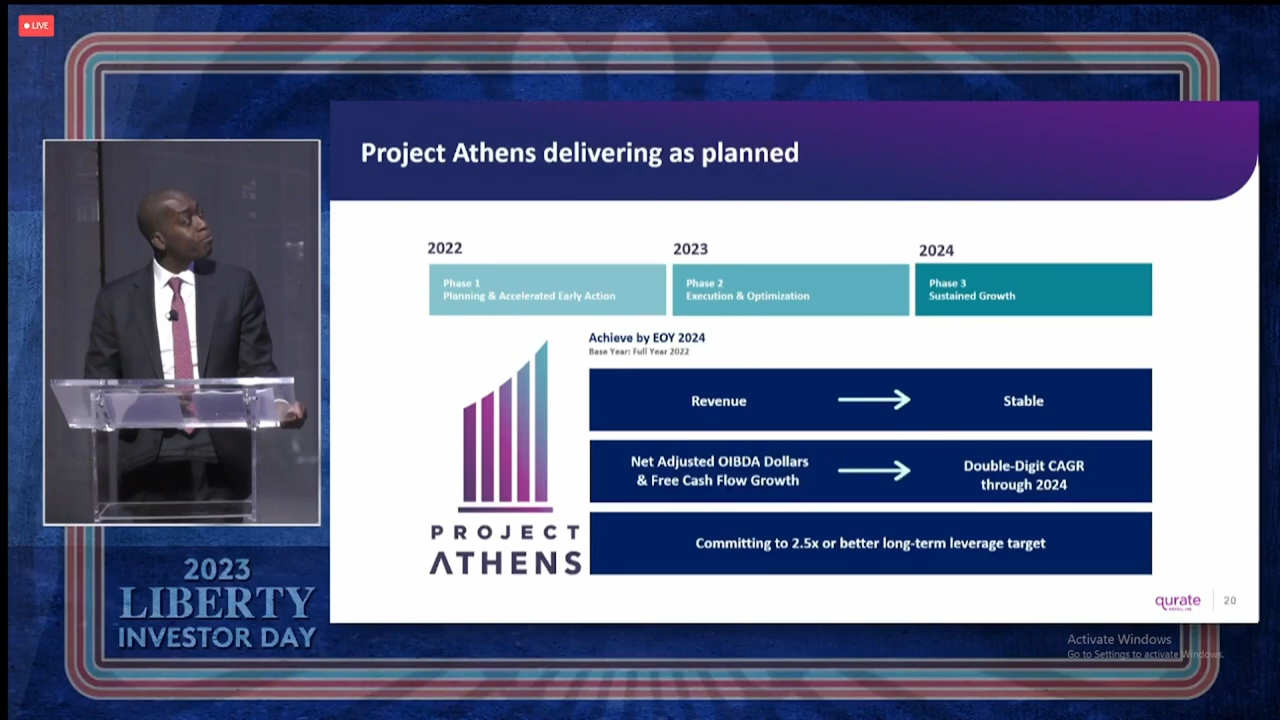 LIVE
Project Athens delivering as planned
2022
2023
2024
Phase 1
Planning & Accelerated Early Action
Phase 2
Execution & Optimization
Phase 3
Sustained Growth
Achieve by EOY 2024
Base Year: Full Year 2022
Revenue
Stable
Net Adjusted OIBDA Dollars
& Free Cash Flow Growth
Double-Digit CAGR
through 2024
Committing to 2.5x or better long-term leverage target
PROJECT
ATHENS
qurate
RETAIL, INC
20
2023
LIBERTY
INVESTOR DAY
Activate Windows
Go to Settings to activate Windows.